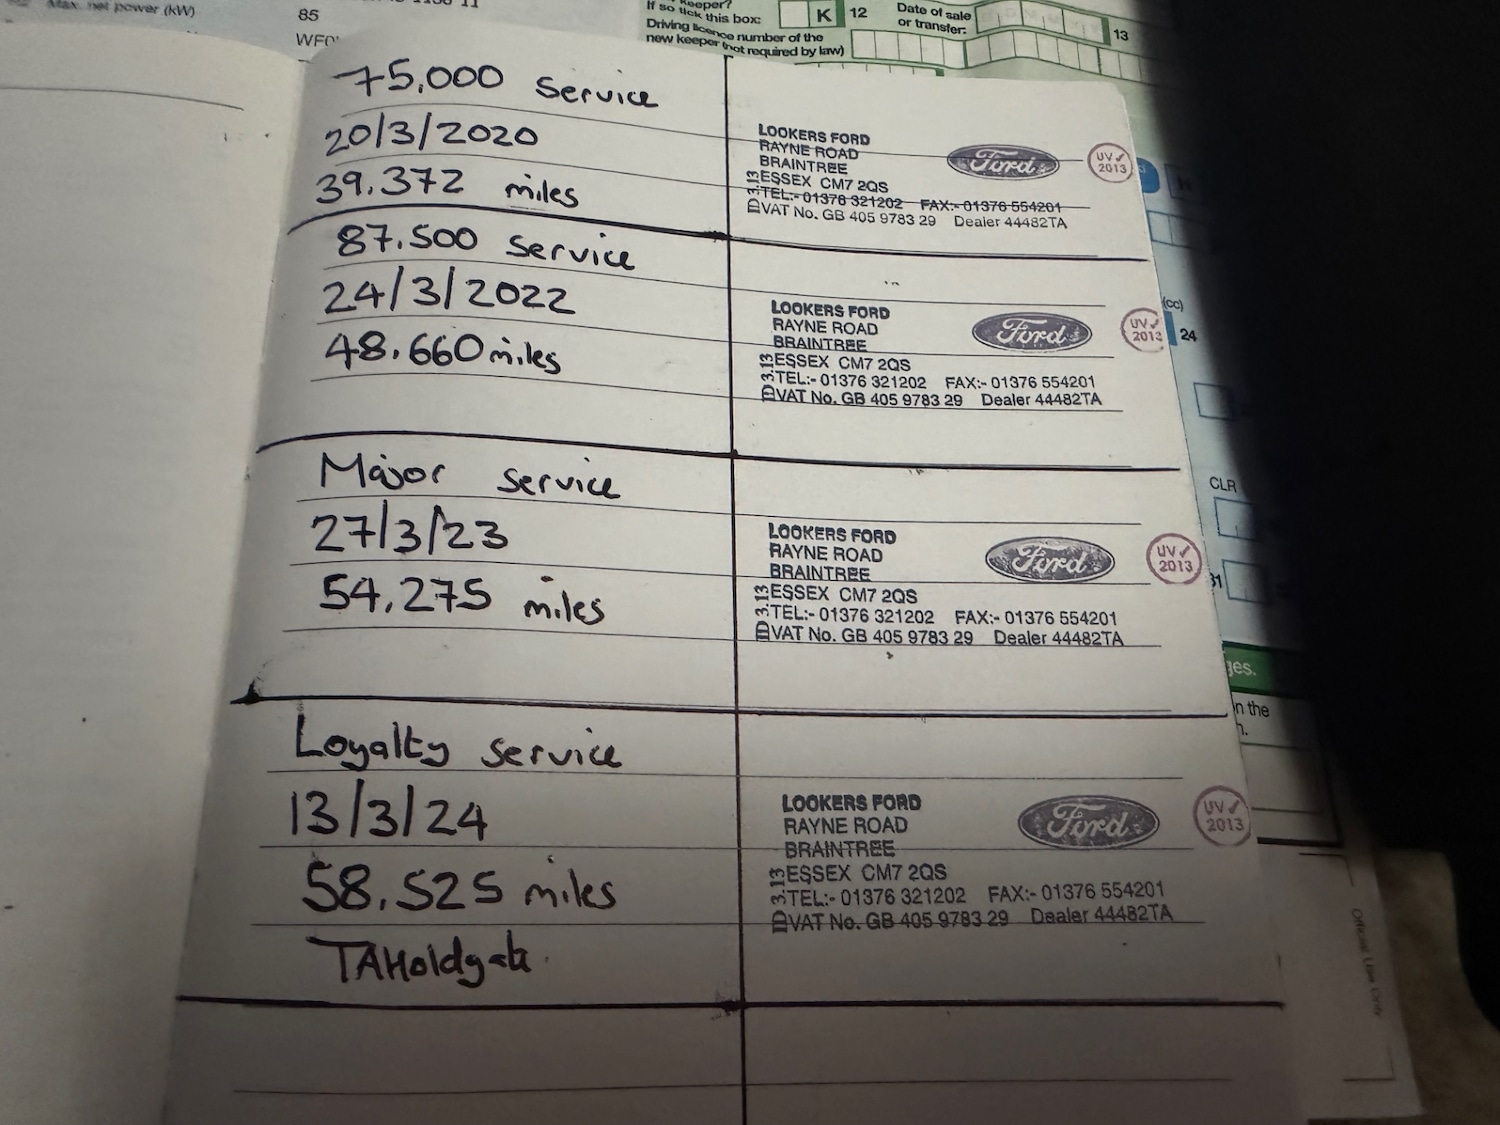 Max. net power (kW)
85
If so tick this box:
K
12
Date of sale
or transfer:
13
Driving licence number of the
new keeper (not required by law)
75,000 service
20/3/2020
39.372 miles
LOOKERS FORD
RAYNE ROAD
BRAINTREE
ESSEX CM7 2QS
TEL:- 01376 321202 FAX:- 01376 554201
VAT No. GB 405 9783 29 Dealer 44482TA
Ford
UV✓
2013
87.500 service
24/3/2022
48.660 miles
LOOKERS FORD
RAYNE ROAD
BRAINTREE
ESSEX CM7 2QS
TEL:- 01376 321202 FAX:- 01376 554201
VAT No. GB 405 9783 29 Dealer 44482TA
Ford
UV✓
2013
(cc)
24
Major service
27/3/23
54.275 miles
LOOKERS FORD
RAYNE ROAD
BRAINTREE
ESSEX CM7 2QS
TEL:- 01376 321202 FAX:- 01376 554201
VAT No. GB 405 9783 29 Dealer 44482TA
Ford
UV✓
2013
CLR
Loyalty service
13/3/24
58.525 miles
TAHoldgate
LOOKERS FORD
RAYNE ROAD
BRAINTREE
ESSEX CM7 2QS
TEL:- 01376 321202 FAX:- 01376 554201
VAT No. GB 405 9783 29 Dealer 44482TA
Ford
UV✓
2013
on the
Official Use Only